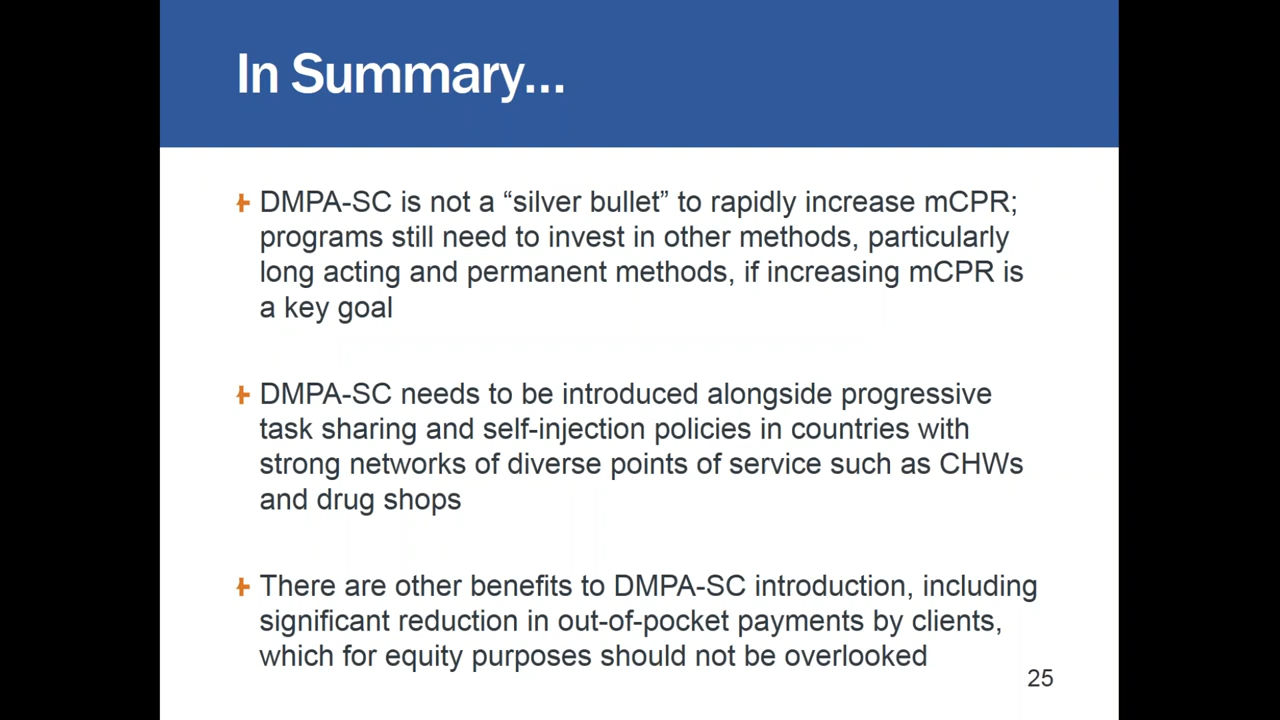 In Summary...
DMPA-SC is not a “silver bullet” to rapidly increase mCPR;
programs still need to invest in other methods, particularly
long acting and permanent methods, if increasing mCPR is
a key goal
DMPA-SC needs to be introduced alongside progressive
task sharing and self-injection policies in countries with
strong networks of diverse points of service such as CHWs
and drug shops
There are other benefits to DMPA-SC introduction, including
significant reduction in out-of-pocket payments by clients,
which for equity purposes should not be overlooked
25